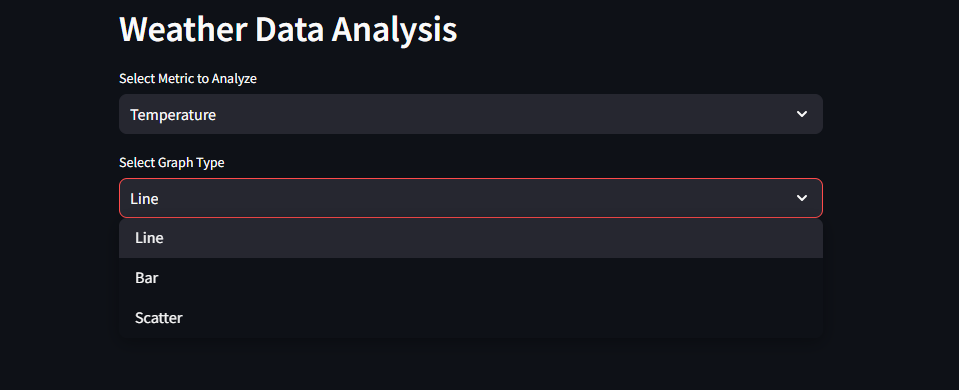 Weather Data Analysis
Select Metric to Analyze
Temperature
Select Graph Type
Line
Line
Bar
Scatter